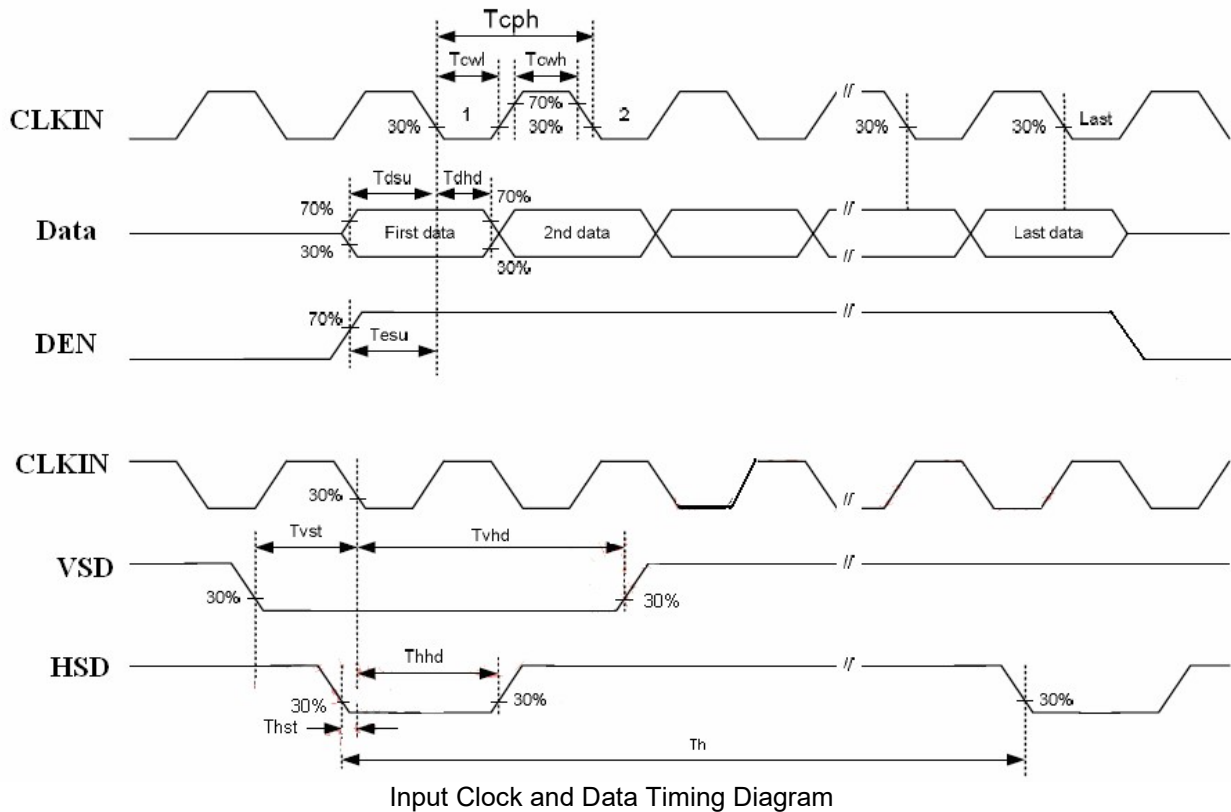 Tcph
Tcwl Tcwh
CLKIN 30% 1 70% 30% 2 30% 30% Last
Tdsu Tdhd
70% 70%
Data First data 2nd data Last data
30% 30%
70%
DEN Tesu
CLKIN 30%
Tvst Tvhd
VSD
30% 30%
HSD Thhd
30% 30% 30%
Thst
Th
Input Clock and Data Timing Diagram